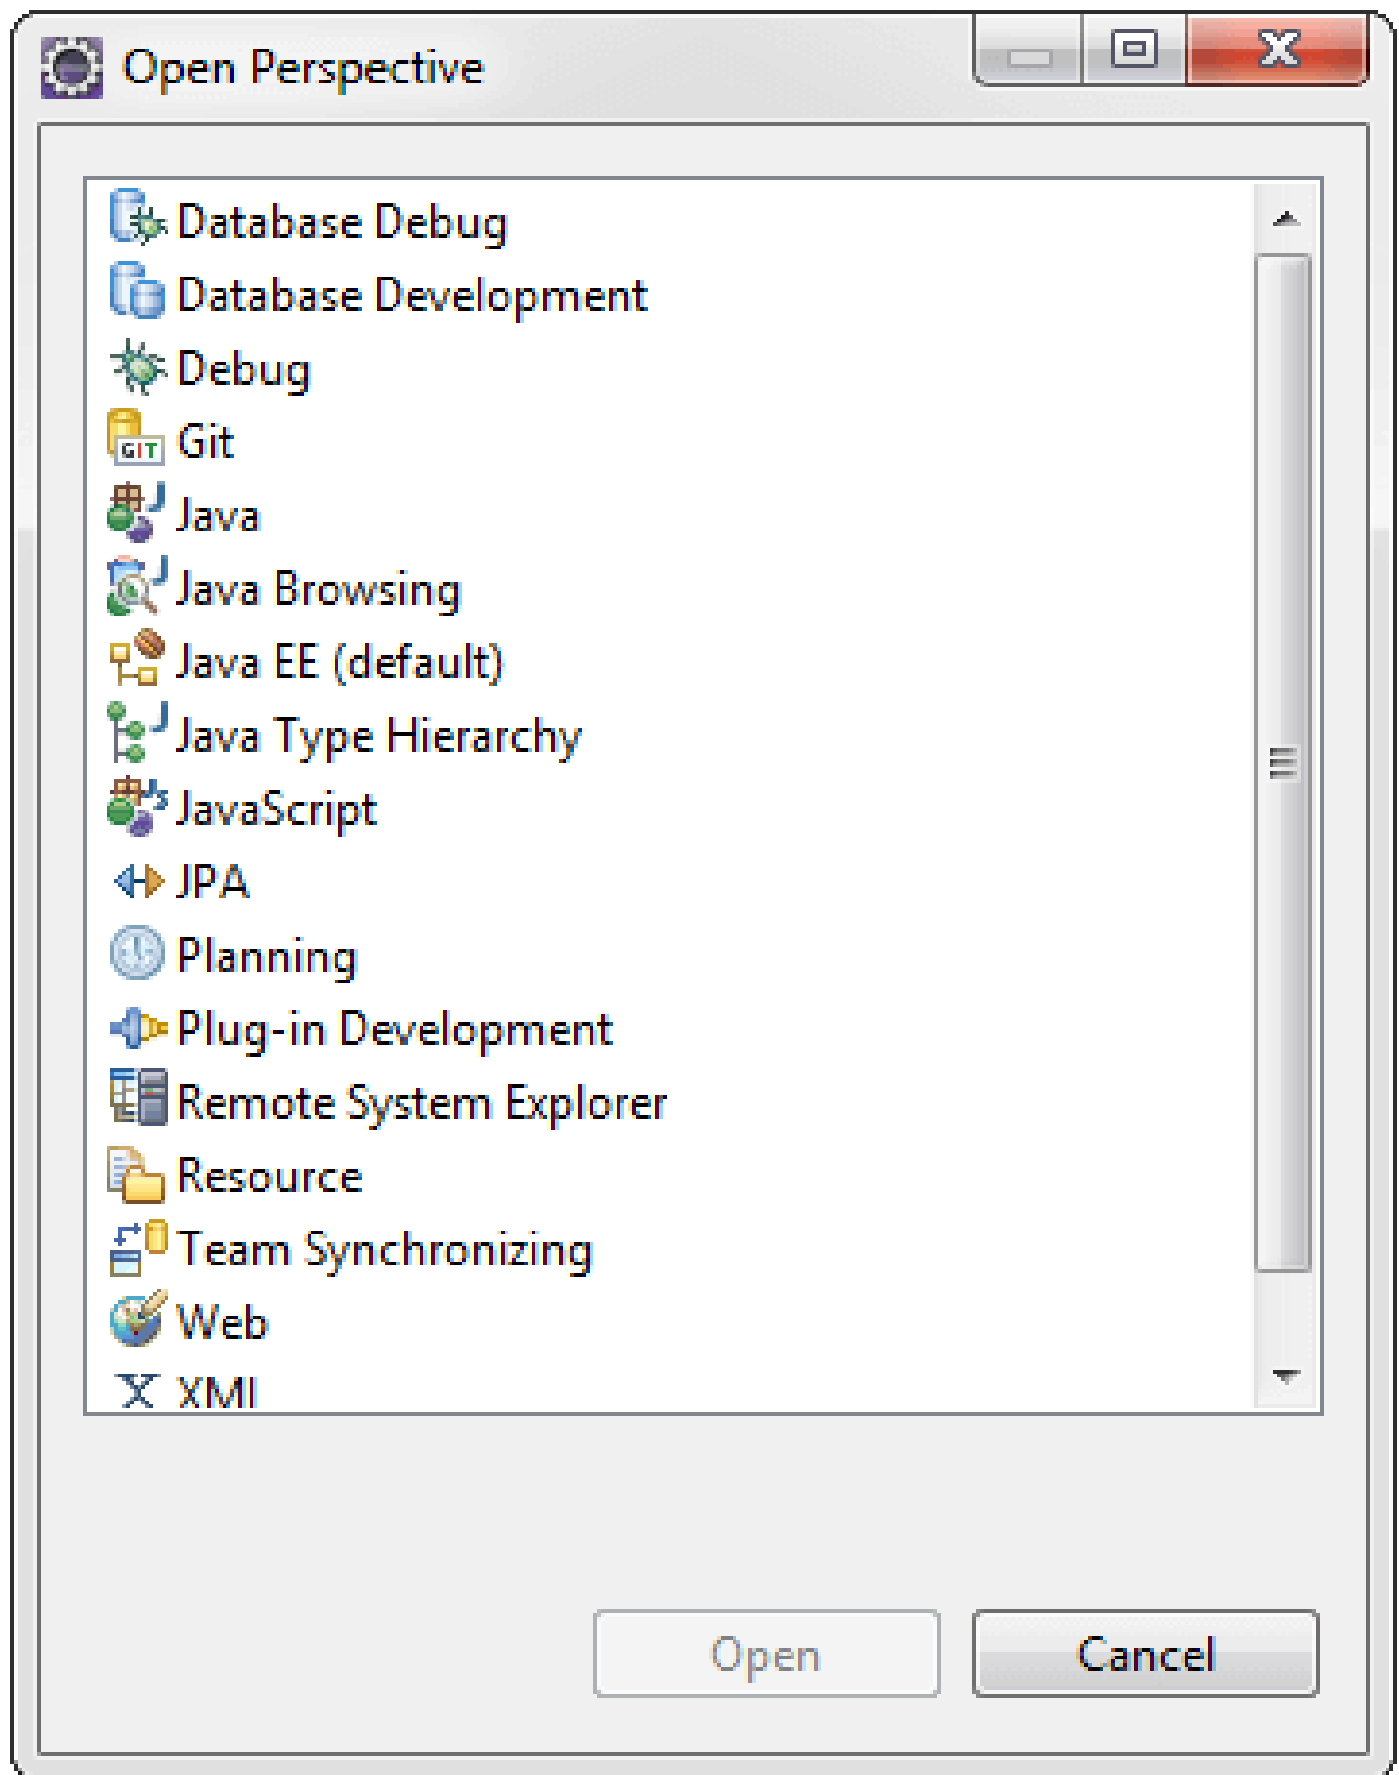 Open Perspective
Database Debug
Database Development
Debug
GIT Git
Java
Java Browsing
Java EE (default)
Java Type Hierarchy
JavaScript
JPA
Planning
Plug-in Development
Remote System Explorer
Resource
Team Synchronizing
Web
X XML
Open Cancel